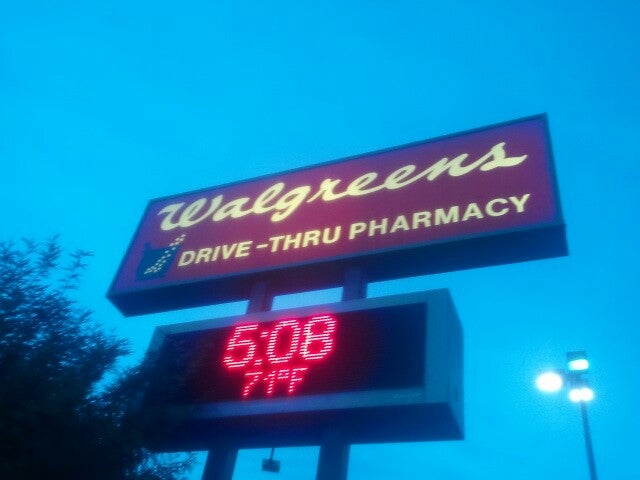 Walgreens
DRIVE-THRU PHARMACY
5:08
71°F